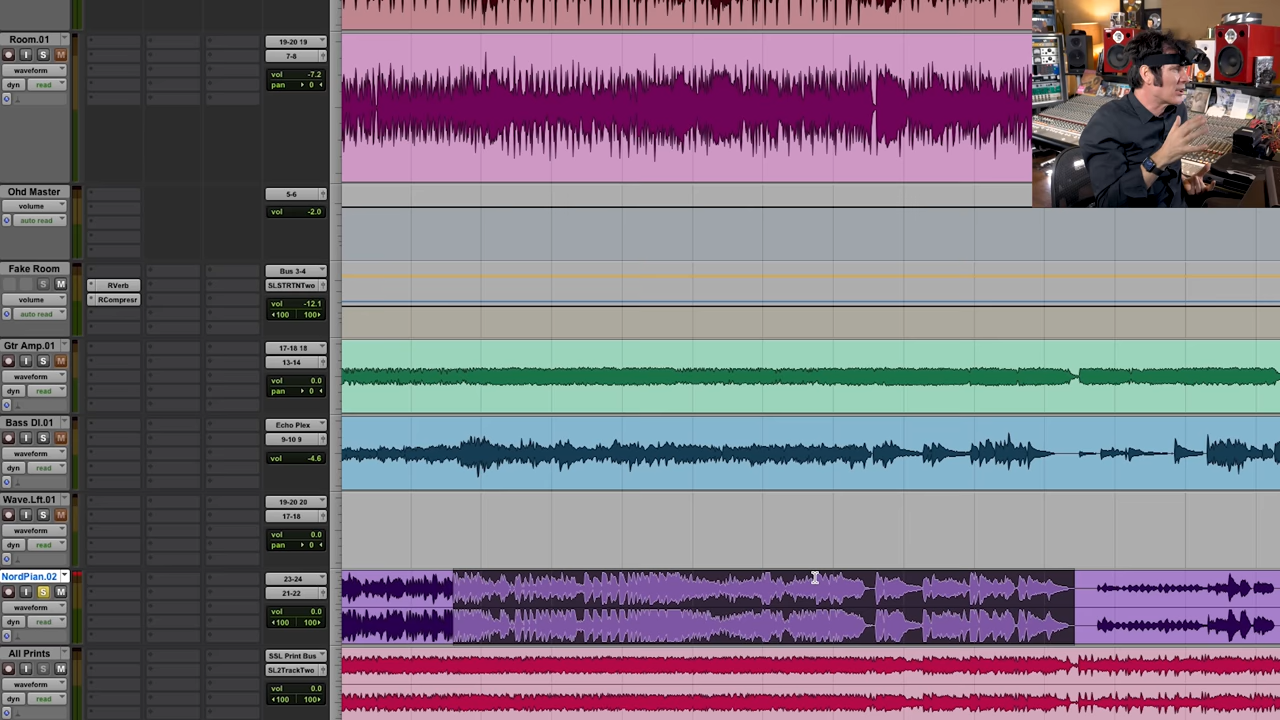 Room.01
19-20 19
I S M
7-8
waveform
vol -7.2
dyn read
pan 0
Ohd Master
5-6
volume
vol -2.0
auto read
Fake Room
Bus 3-4
S M
RVerb
SLSTRTNTwo
volume
RCompresr
vol -12.1
auto read
100 100
Gtr Amp.01
17-18 18
I S M
13-14
waveform
vol 0.0
dyn read
pan 0
Bass DI.01
Echo Plex
I S M
9-10 9
waveform
vol -4.6
dyn read
Wave.Lft.01
19-20 20
I S M
17-18
waveform
vol 0.0
dyn read
pan 0
NordPian.02
23-24
I S M
21-22
waveform
vol 0.0
dyn read
100 100
All Prints
SSL Print Bus
I S M
SL2TrackTwo
waveform
vol 0.0
dyn read
100 100